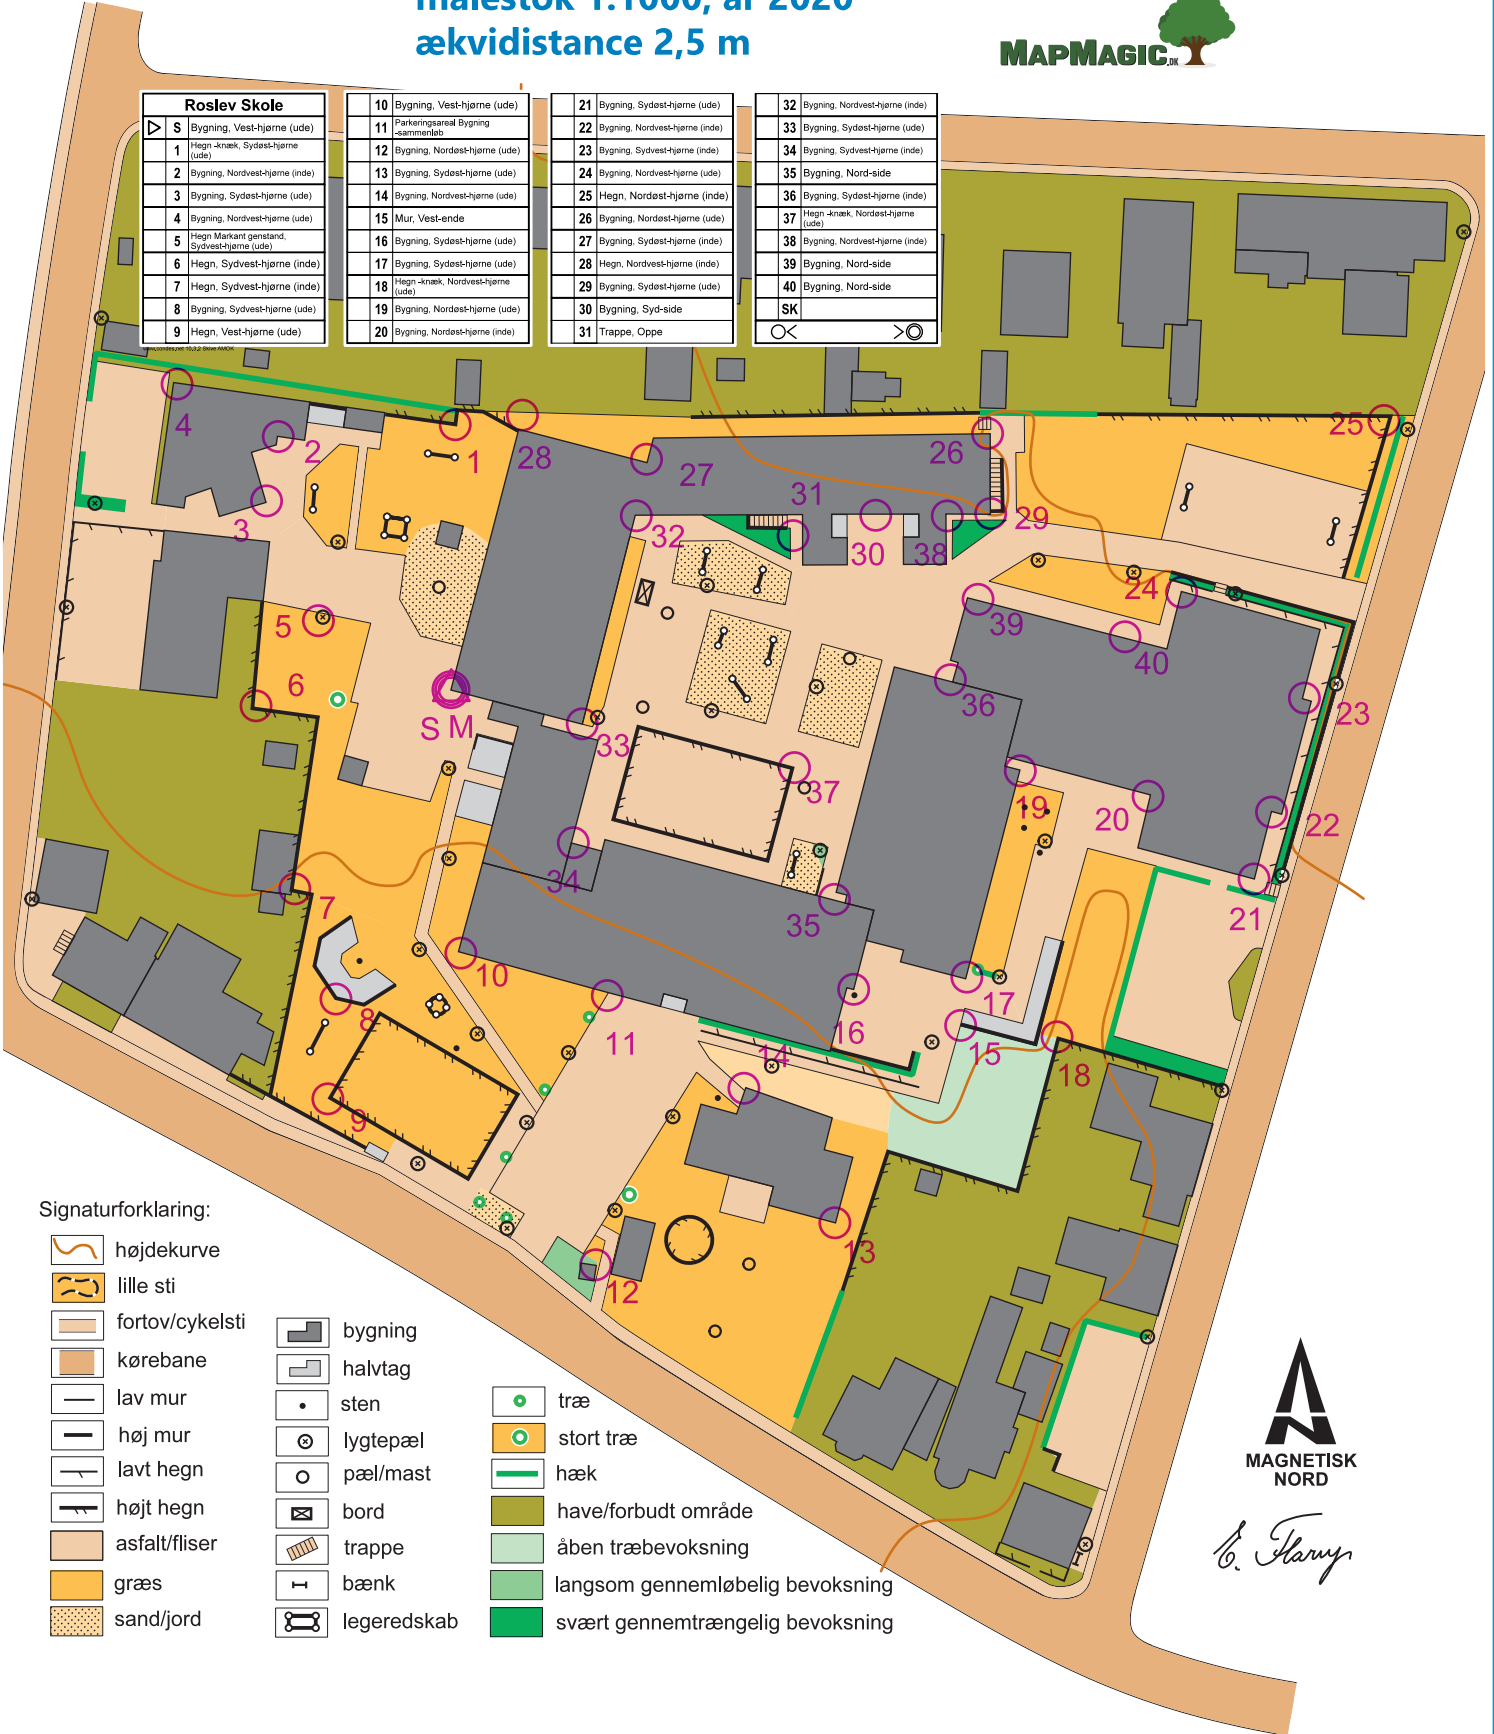 målestok 1:1000, år 2020
ækvidistance 2,5 m
MAPMAGIC.DK
Roslev Skole
S Bygning, Vest-hjørne (ude)
1 Hegn -knæk, Sydøst-hjørne (ude)
2 Bygning, Nordvest-hjørne (inde)
3 Bygning, Sydøst-hjørne (ude)
4 Bygning, Nordvest-hjørne (ude)
5 Hegn Markant genstand, Sydvest-hjørne (ude)
6 Hegn, Sydvest-hjørne (inde)
7 Hegn, Sydvest-hjørne (inde)
8 Bygning, Sydvest-hjørne (ude)
9 Hegn, Vest-hjørne (ude)
10 Bygning, Vest-hjørne (ude)
11 Parkeringsareal Bygning -sammenløb
12 Bygning, Nordøst-hjørne (ude)
13 Bygning, Sydøst-hjørne (ude)
14 Bygning, Nordvest-hjørne (ude)
15 Mur, Vest-ende
16 Bygning, Sydøst-hjørne (ude)
17 Bygning, Sydøst-hjørne (ude)
18 Hegn -knæk, Nordvest-hjørne (ude)
19 Bygning, Nordøst-hjørne (ude)
20 Bygning, Nordøst-hjørne (inde)
21 Bygning, Sydøst-hjørne (ude)
22 Bygning, Nordvest-hjørne (inde)
23 Bygning, Sydvest-hjørne (inde)
24 Bygning, Nordvest-hjørne (ude)
25 Hegn, Nordøst-hjørne (inde)
26 Bygning, Nordøst-hjørne (ude)
27 Bygning, Sydøst-hjørne (inde)
28 Hegn, Nordvest-hjørne (inde)
29 Bygning, Sydøst-hjørne (ude)
30 Bygning, Syd-side
31 Trappe, Oppe
32 Bygning, Nordvest-hjørne (inde)
33 Bygning, Sydøst-hjørne (ude)
34 Bygning, Sydvest-hjørne (inde)
35 Bygning, Nord-side
36 Bygning, Sydøst-hjørne (inde)
37 Hegn -knæk, Nordøst-hjørne (ude)
38 Bygning, Nordvest-hjørne (inde)
39 Bygning, Nord-side
40 Bygning, Nord-side
SK
4
2
1
28
27
26
25
3
31
32
30
38
29
24
5
39
40
6
36
23
S M
33
37
19
20
22
34
7
35
21
10
8
17
11
16
15
14
18
9
13
12
Signaturforklaring:
højdekurve
lille sti
fortov/cykelsti
kørebane
lav mur
høj mur
lavt hegn
højt hegn
asfalt/fliser
græs
sand/jord
bygning
halvtag
sten
lygtepæl
pæl/mast
bord
trappe
bænk
legeredskab
træ
stort træ
hæk
have/forbudt område
åben træbevoksning
langsom gennemløbelig bevoksning
svært gennemtrængelig bevoksning
MAGNETISK
NORD